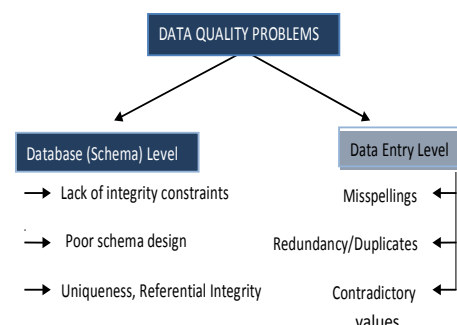 DATA QUALITY PROBLEMS
Database (Schema) Level
Lack of integrity constraints
Poor schema design
Uniqueness, Referential Integrity
Data Entry Level
Misspellings
Redundancy/Duplicates
Contradictory
values